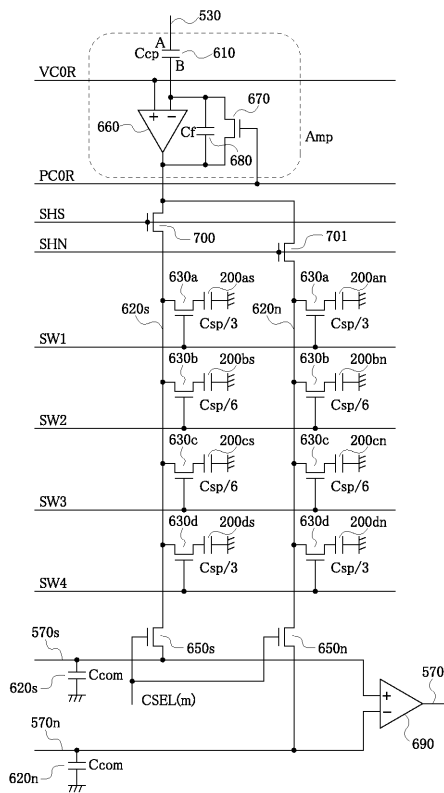 530
A
Ccp
610
B
VC0R
670
+ −
660
Cf
680
Amp
PC0R
SHS
700
701
SHN
630a 200as 630a 200an
620s
620n
Csp/3 Csp/3
SW1
630b 200bs 630b 200bn
Csp/6 Csp/6
SW2
630c 200cs 630c 200cn
Csp/6 Csp/6
SW3
630d 200ds 630d 200dn
Csp/3 Csp/3
SW4
570s
650s
650n
Ccom
570
620s
CSEL(m)
+
−
570n
690
Ccom
620n